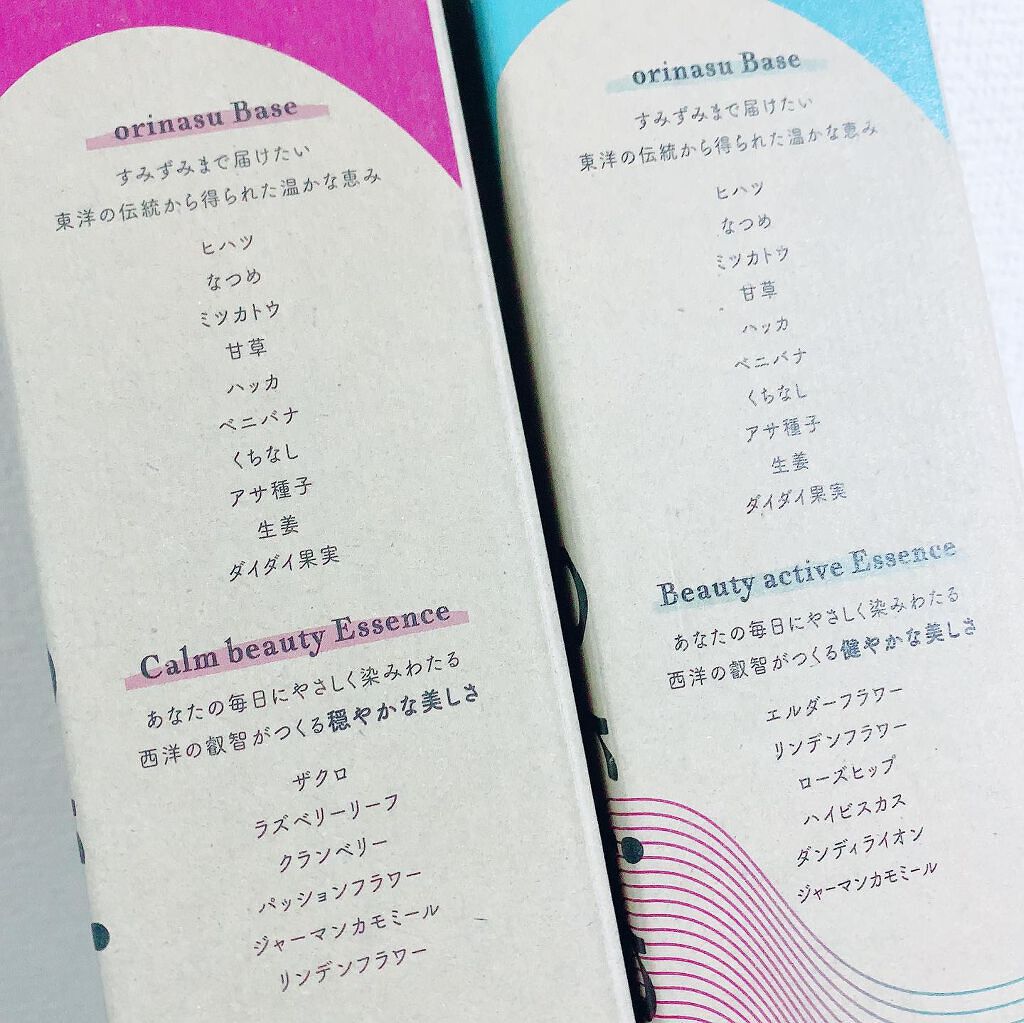 orinasu Base
すみずみまで届けたい
東洋の伝統から得られた温かな恵み
ヒハツ
なつめ
ミツカトウ
甘草
ハッカ
ベニバナ
くちなし
アサ種子
生姜
ダイダイ果実
Calm beauty Essence
あなたの毎日にやさしく染みわたる
西洋の叡智がつくる穏やかな美しさ
ザクロ
ラズベリーリーフ
クランベリー
パッションフラワー
ジャーマンカモミール
リンデンフラワー
orinasu Base
すみずみまで届けたい
東洋の伝統から得られた温かな恵み
ヒハツ
なつめ
ミツカトウ
甘草
ハッカ
ベニバナ
くちなし
アサ種子
生姜
ダイダイ果実
Beauty active Essence
あなたの毎日にやさしく染みわたる
西洋の叡智がつくる健やかな美しさ
エルダーフラワー
リンデンフラワー
ローズヒップ
ハイビスカス
ダンディライオン
ジャーマンカモミール